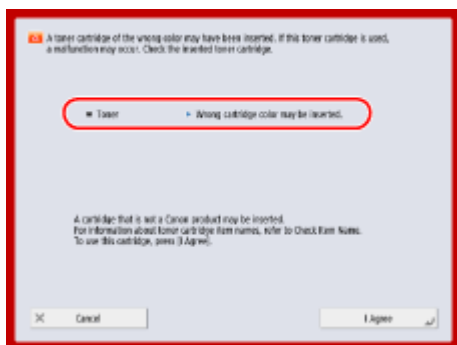 A toner cartridge of the wrong color may have been inserted. If this toner cartridge is used,
a malfunction may occur. Check the inserted toner cartridge.
Toner
Wrong cartridge color may be inserted.
A cartridge that is not a Canon product may be inserted.
For information about toner cartridge item names, refer to Check Item Name.
To use this cartridge, press [I Agree].
Cancel
I Agree